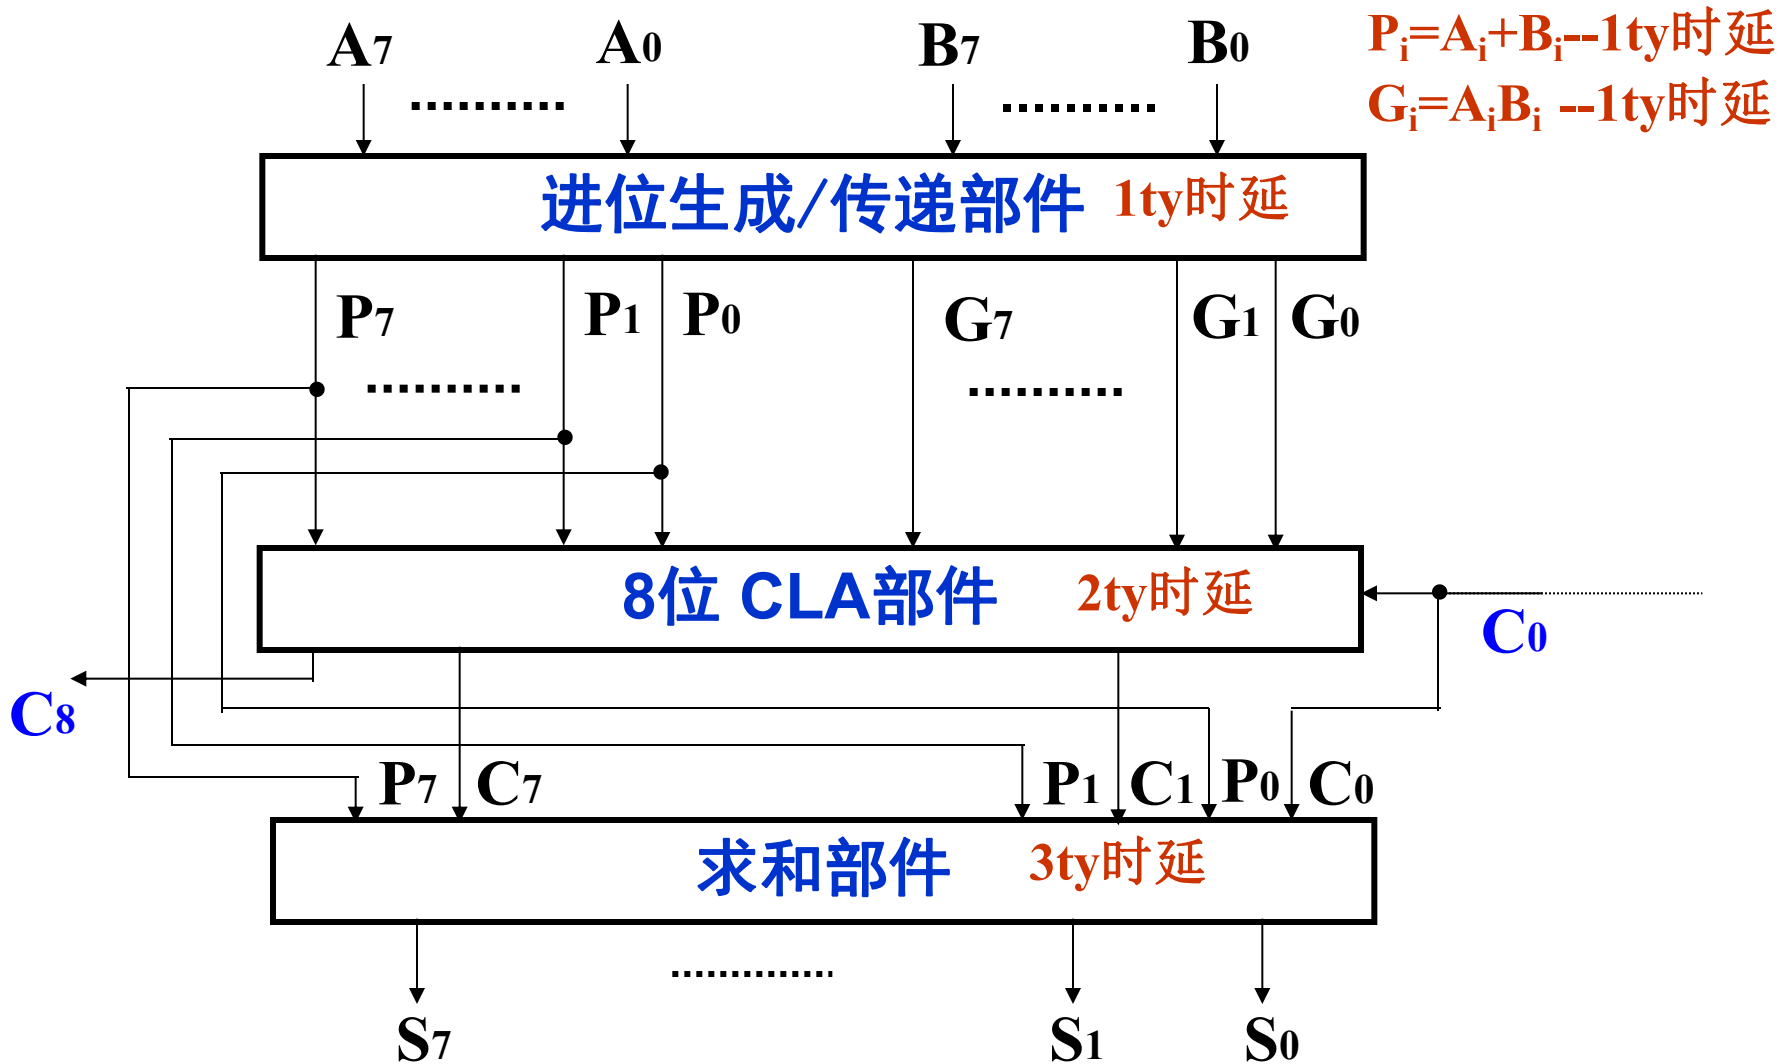 A7 A0 B7 B0
Pi=Ai+Bi--1ty时延
Gi=AiBi --1ty时延
进位生成/传递部件 1ty时延
P7 P1 P0 G7 G1 G0
8位 CLA部件 2ty时延
C0
C8
P7 C7 P1 C1 P0 C0
求和部件 3ty时延
S7 S1 S0